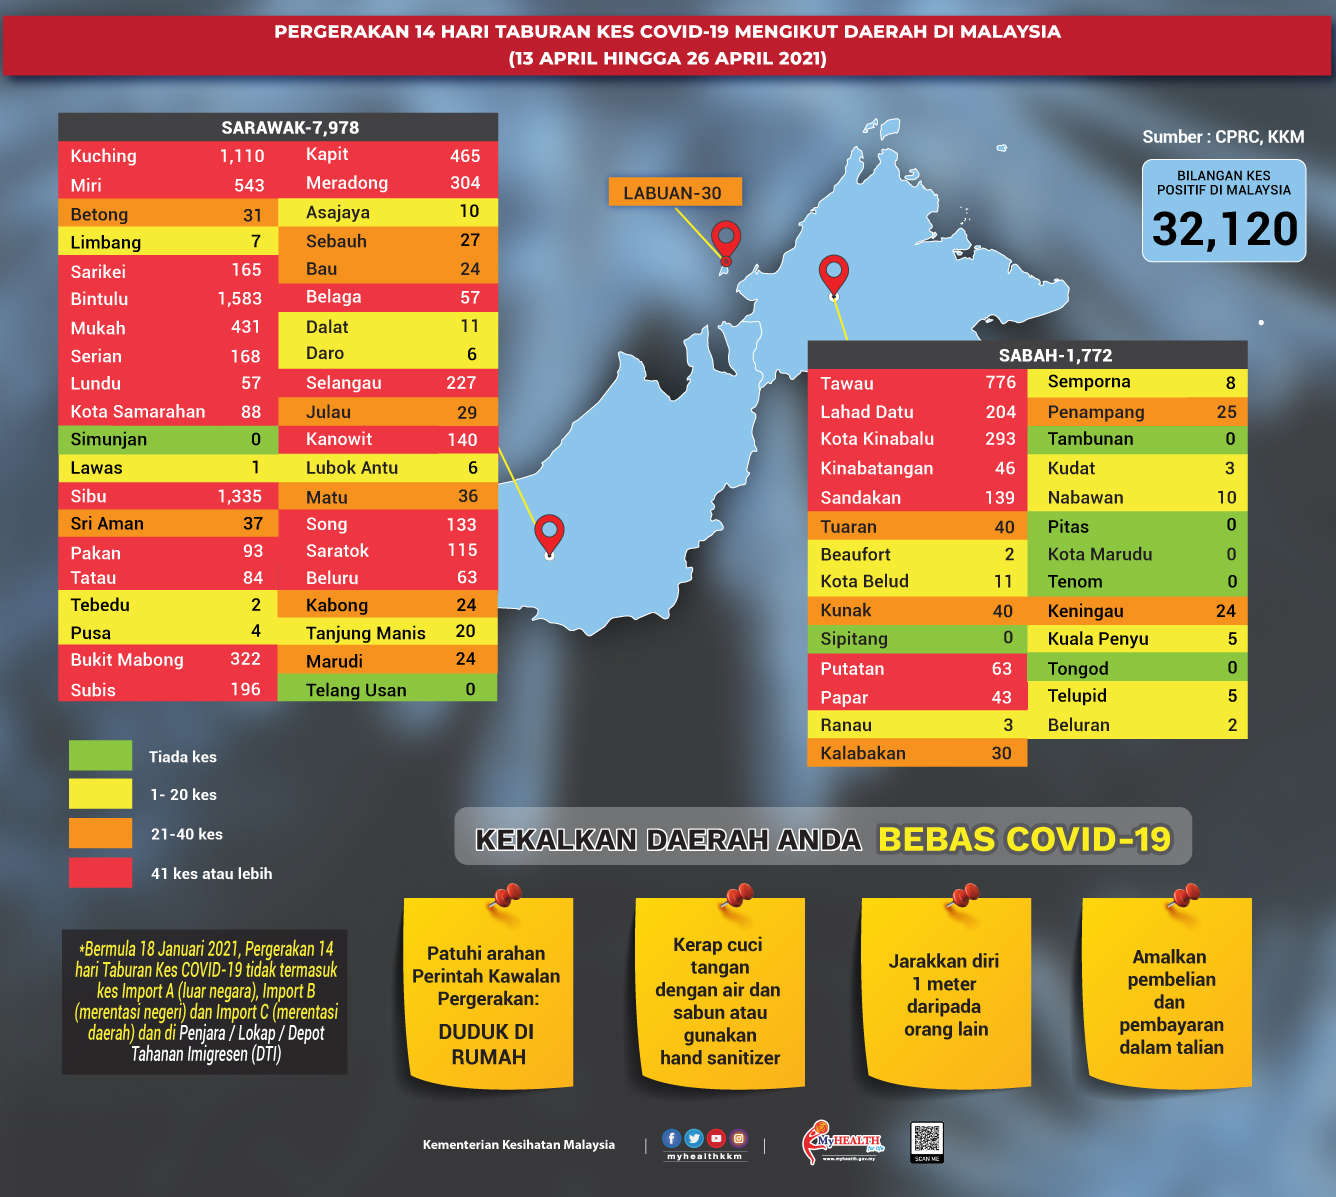 PERGERAKAN 14 HARI TABURAN KES COVID-19 MENGIKUT DAERAH DI MALAYSIA
(13 APRIL HINGGA 26 APRIL 2021)
SARAWAK-7,978
Kuching 1,110 Kapit 465
Miri 543 Meradong 304
Betong 31 Asajaya 10
Limbang 7 Sebauh 27
Sarikei 165 Bau 24
Bintulu 1,583 Belaga 57
Mukah 431 Dalat 11
Serian 168 Daro 6
Lundu 57 Selangau 227
Kota Samarahan 88 Julau 29
Simunjan 0 Kanowit 140
Lawas 1 Lubok Antu 6
Sibu 1,335 Matu 36
Sri Aman 37 Song 133
Pakan 93 Saratok 115
Tatau 84 Beluru 63
Tebedu 2 Kabong 24
Pusa 4 Tanjung Manis 20
Bukit Mabong 322 Marudi 24
Subis 196 Telang Usan 0
LABUAN-30
Sumber : CPRC, KKM
BILANGAN KES
POSITIF DI MALAYSIA
32,120
SABAH-1,772
Tawau 776 Semporna 8
Lahad Datu 204 Penampang 25
Kota Kinabalu 293 Tambunan 0
Kinabatangan 46 Kudat 3
Sandakan 139 Nabawan 10
Tuaran 40 Pitas 0
Beaufort 2 Kota Marudu 0
Kota Belud 11 Tenom 0
Kunak 40 Keningau 24
Sipitang 0 Kuala Penyu 5
Putatan 63 Tongod 0
Papar 43 Telupid 5
Ranau 3 Beluran 2
Kalabakan 30
Tiada kes
1- 20 kes
21-40 kes
41 kes atau lebih
*Bermula 18 Januari 2021, Pergerakan 14
hari Taburan Kes COVID-19 tidak termasuk
kes Import A (luar negara), Import B
(merentasi negeri) dan Import C (merentasi
daerah) dan di Penjara / Lokap / Depot
Tahanan Imigresen (DTI)
KEKALKAN DAERAH ANDA BEBAS COVID-19
Patuhi arahan
Perintah Kawalan
Pergerakan:
DUDUK DI
RUMAH
Kerap cuci
tangan
dengan air dan
sabun atau
gunakan
hand sanitizer
Jarakkan diri
1 meter
daripada
orang lain
Amalkan
pembelian
dan
pembayaran
dalam talian
Kementerian Kesihatan Malaysia
myhealthkkm
MyHEALTH
for life
www.myhealth.gov.my
SCAN ME